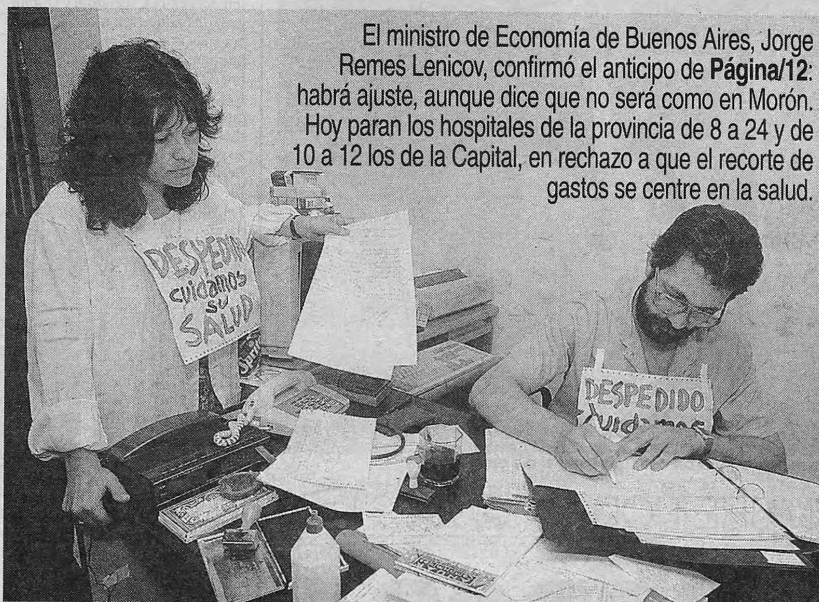 El ministro de Economía de Buenos Aires, Jorge
Remes Lenicov, confirmó el anticipo de Página/12:
habrá ajuste, aunque dice que no será como en Morón.
Hoy paran los hospitales de la provincia de 8 a 24 y de
10 a 12 los de la Capital, en rechazo a que el recorte de
gastos se centre en la salud.
DESPEDIDA
cuidamos
su
SALUD
DESPEDIDO
cuidamos